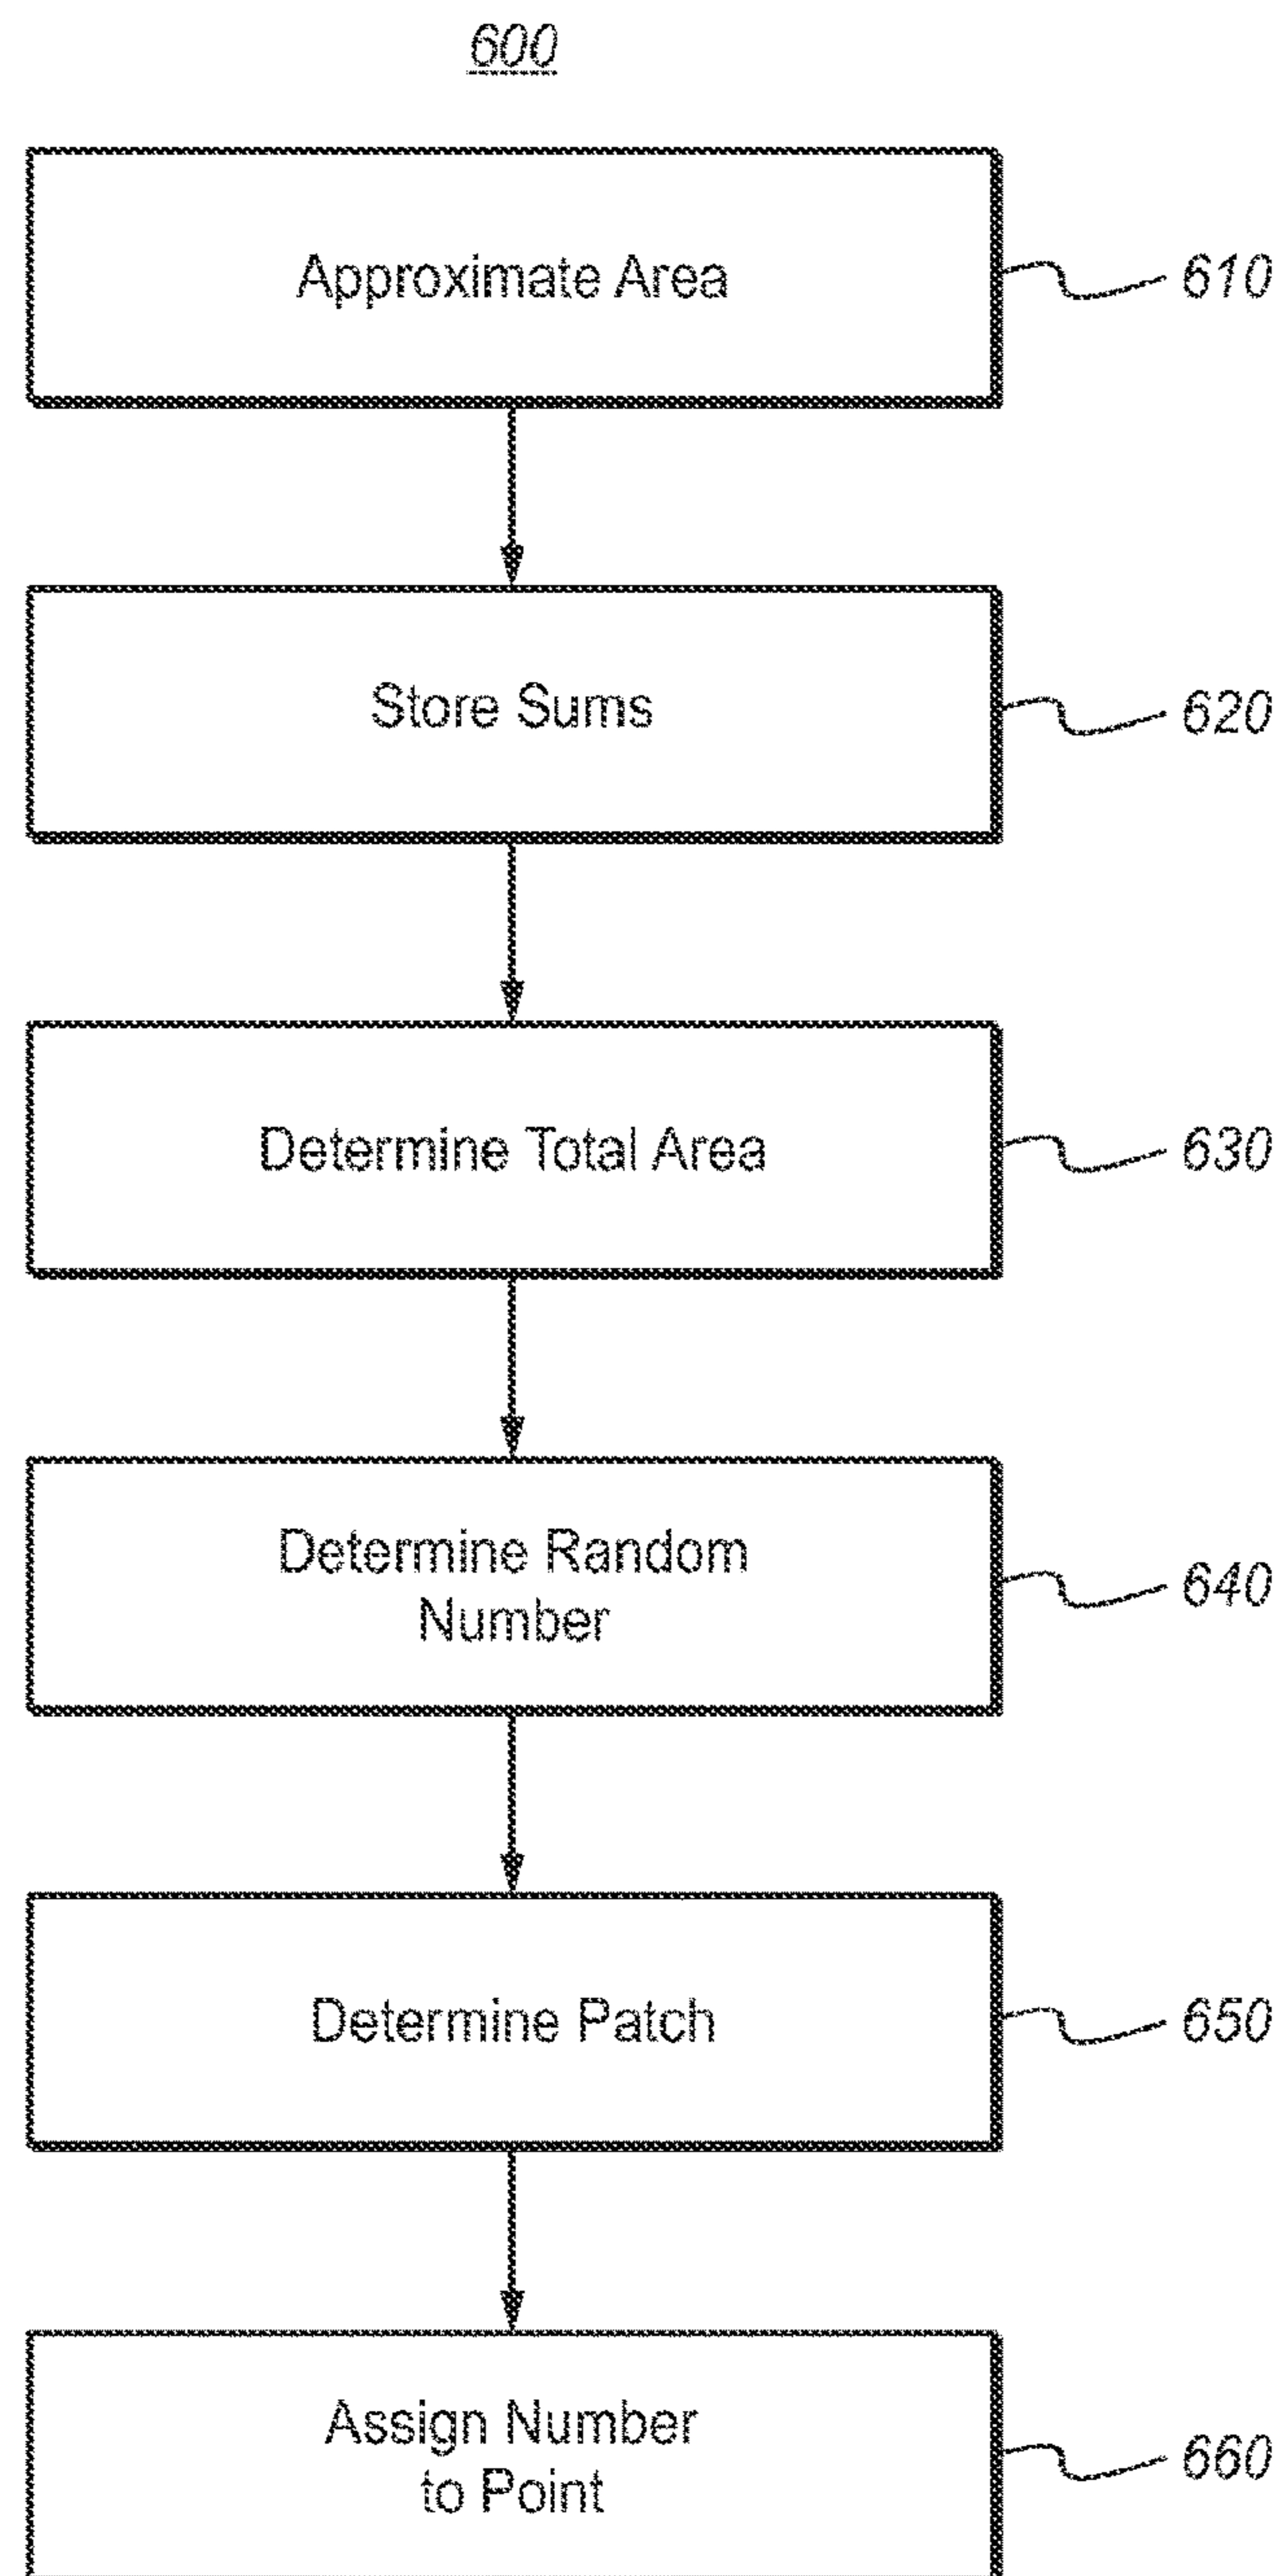 600
Approximate Area
610
Store Sums
620
Determine Total Area
630
Determine Random
Number
640
Determine Patch
650
Assign Number
to Point
660